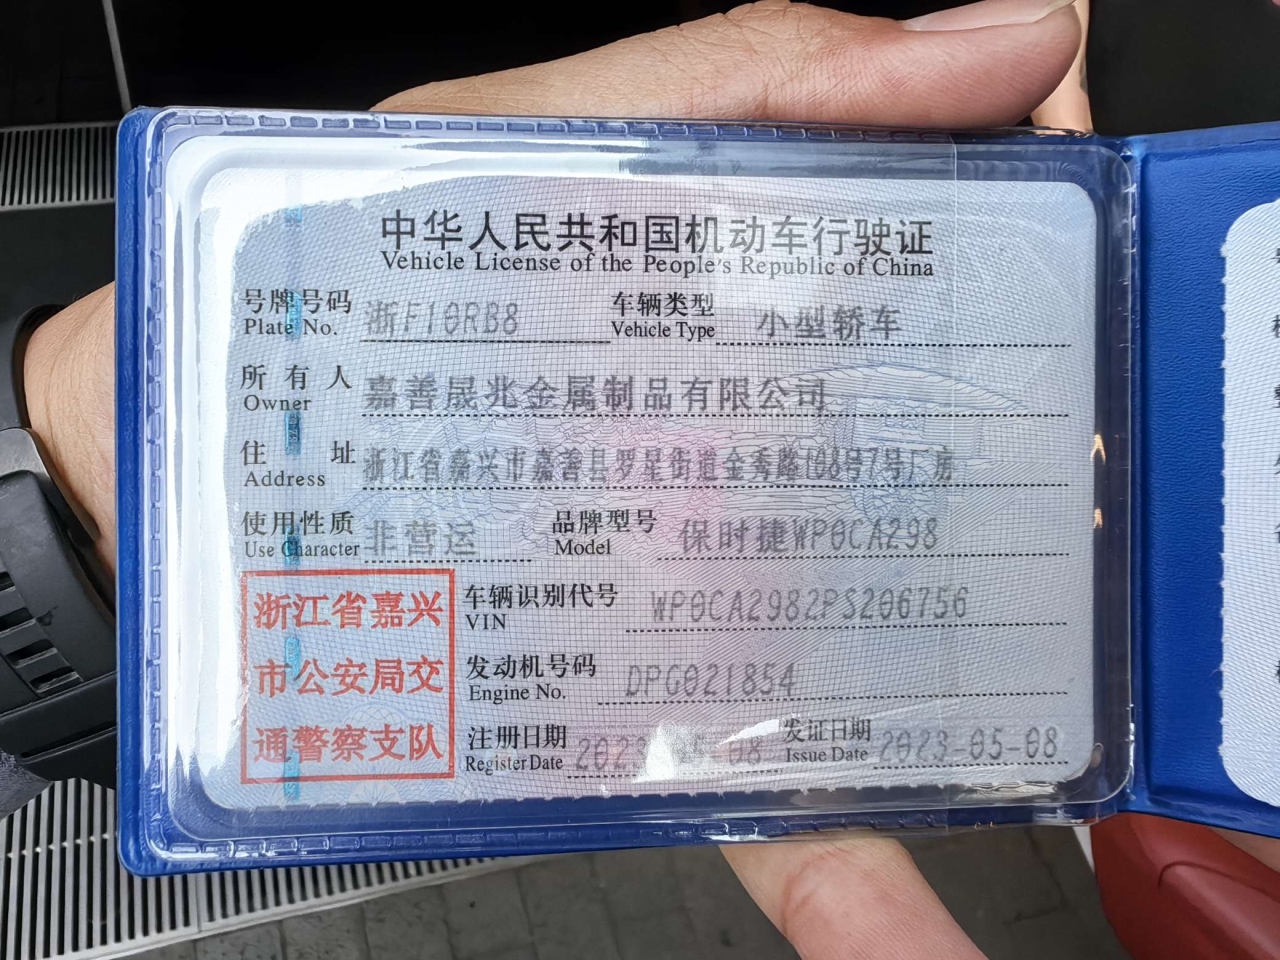 中华人民共和国机动车行驶证
Vehicle License of the People's Republic of China
号牌号码 浙F10RB8 车辆类型 小型轿车
Plate No. Vehicle Type
所有人 嘉善晟兆金属制品有限公司
Owner
住址 浙江省嘉兴市嘉善县罗星街道金秀路108号7号厂房
Address
使用性质 非营运 品牌型号 保时捷WP0CA298
Use Character Model
浙江省嘉兴
市公安局交
通警察支队
车辆识别代号 WP0CA2982PS206756
VIN
发动机号码 DPG021854
Engine No.
注册日期 发证日期 2023-05-08
Register Date Issue Date